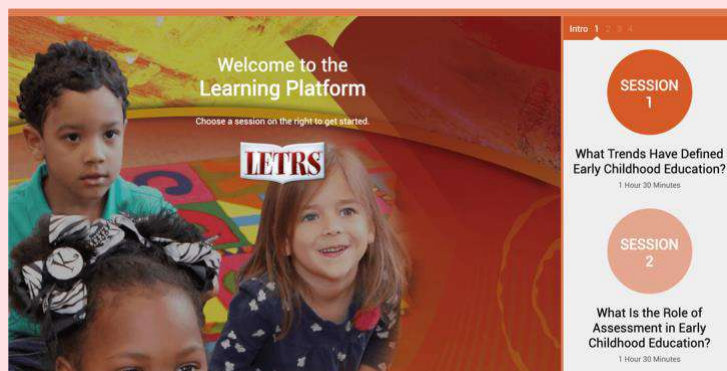 Welcome to the
Learning Platform
Choose a session on the right to get started.
LETRS
K
Intro 1 2 3 4
SESSION
1
What Trends Have Defined
Early Childhood Education?
1 Hour 30 Minutes
SESSION
2
What Is the Role of
Assessment in Early
Childhood Education?
1 Hour 30 Minutes